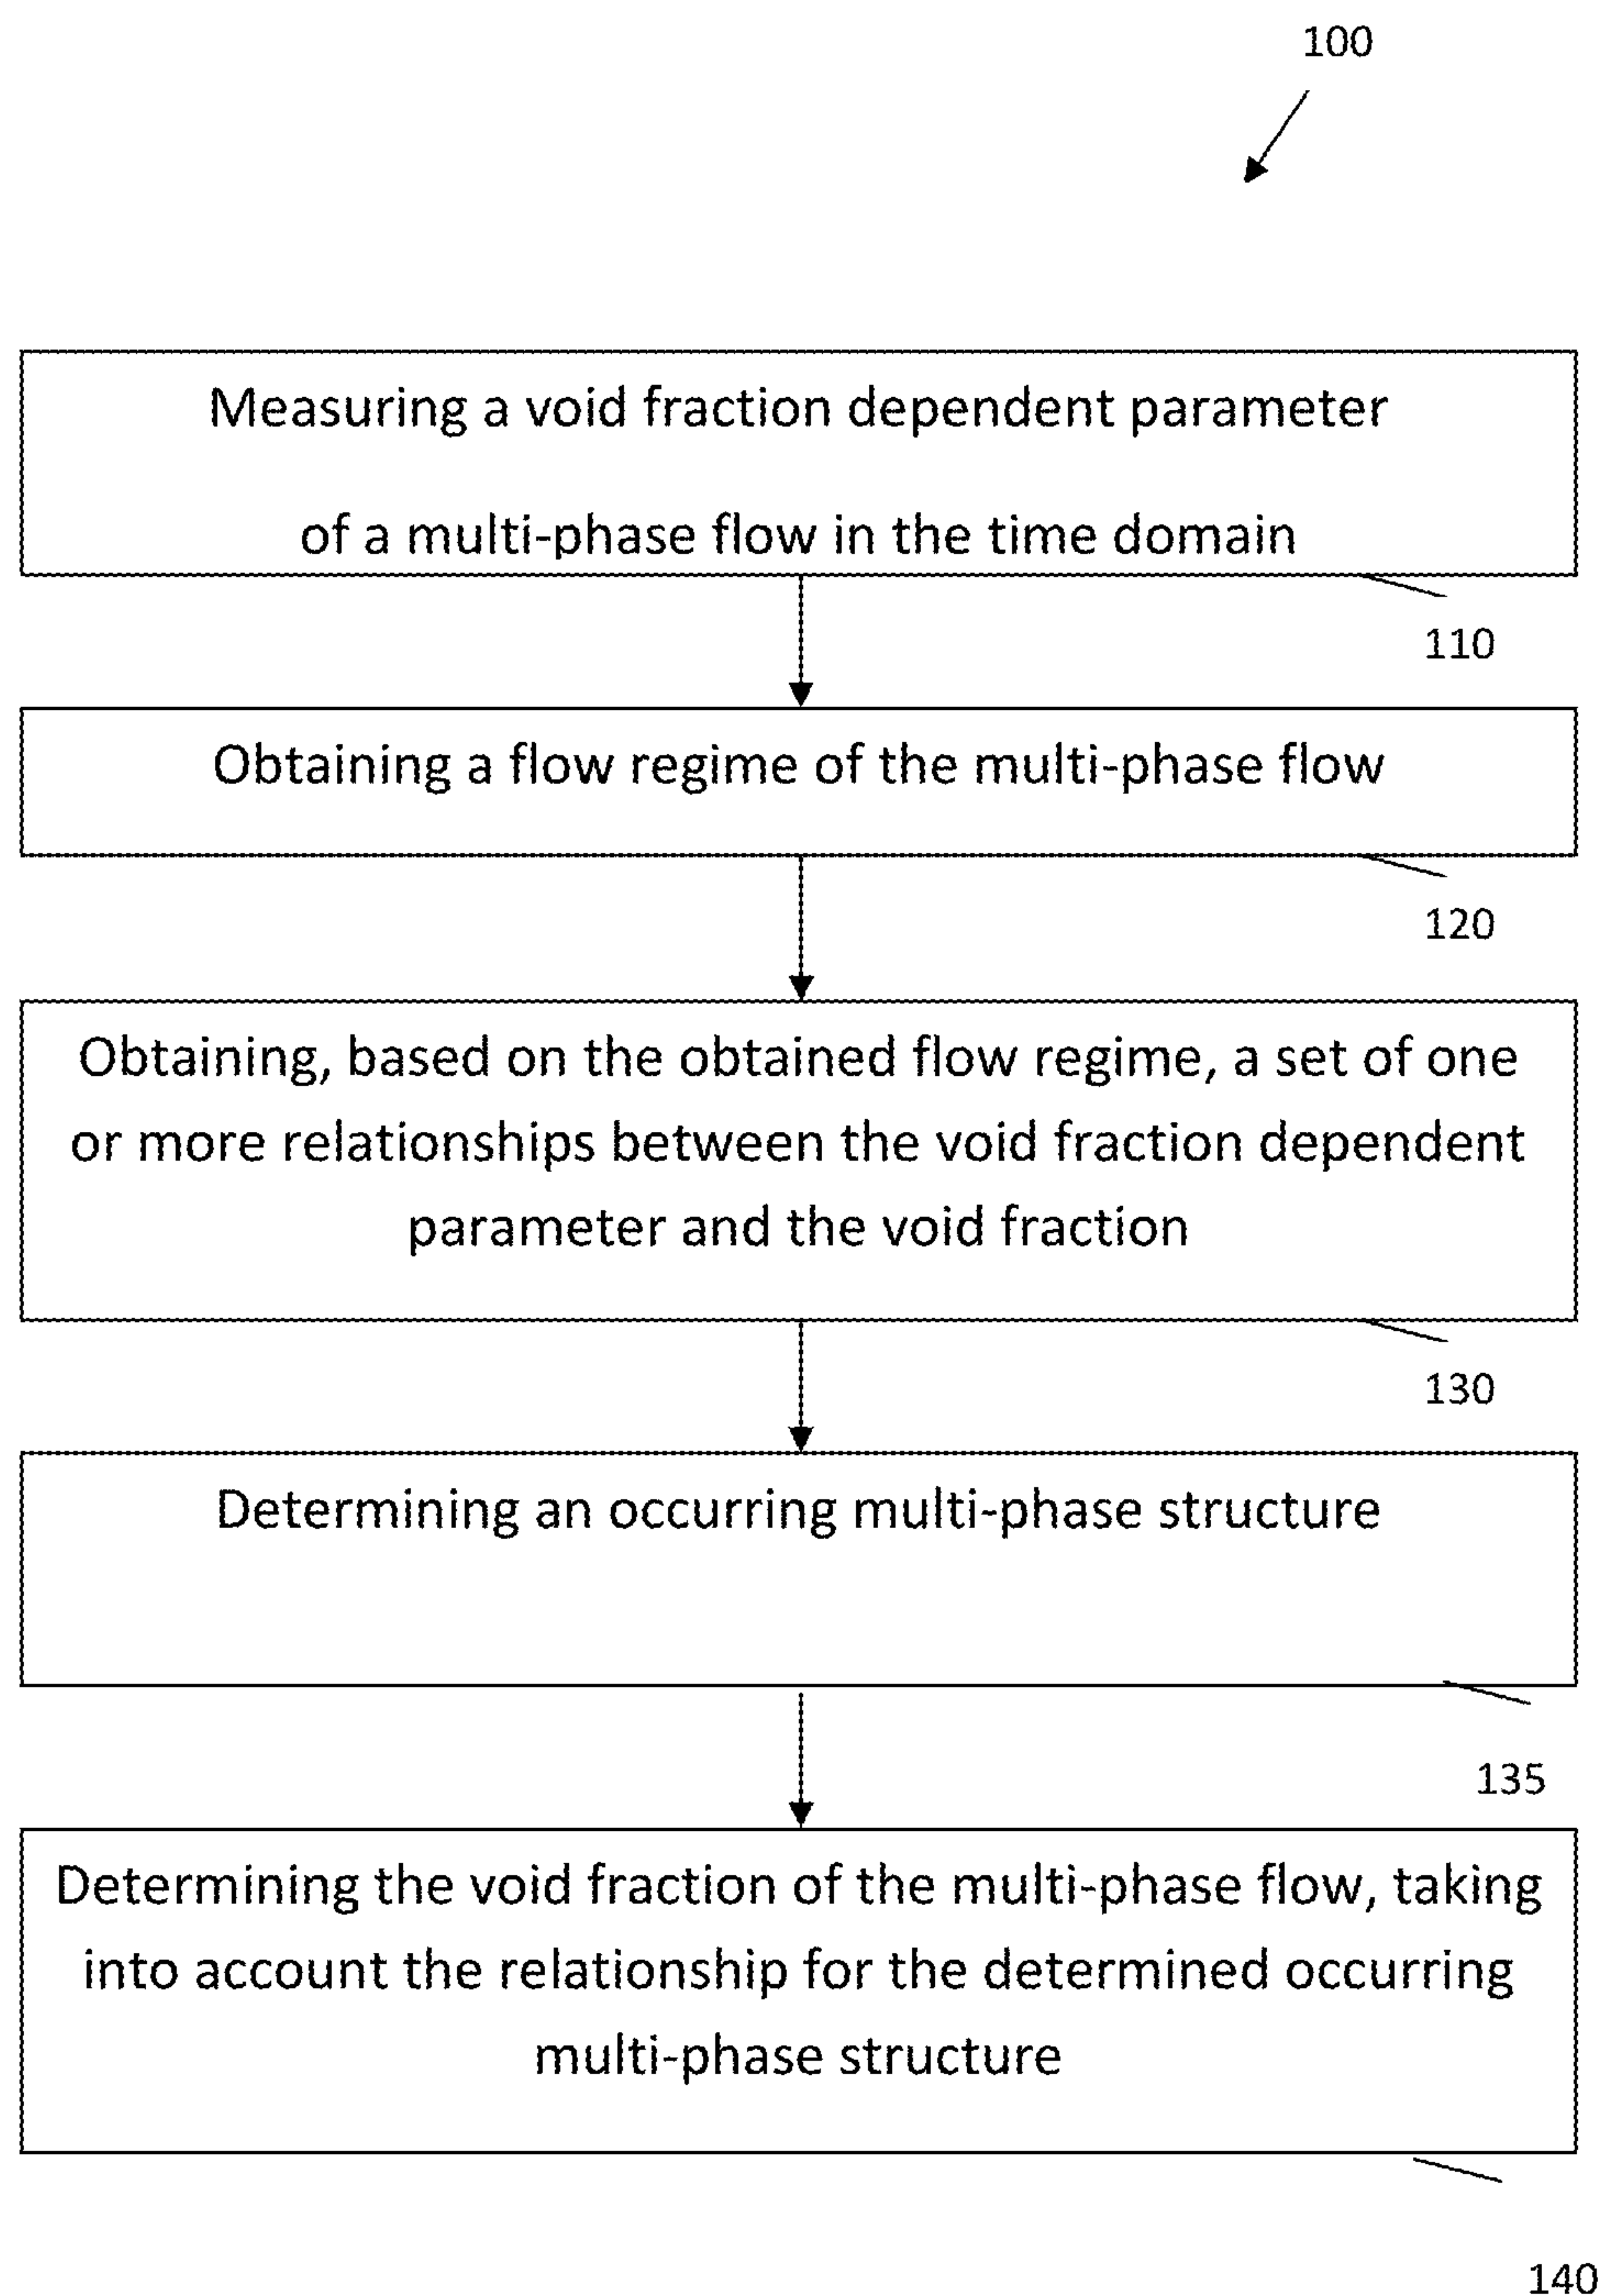 100
Measuring a void fraction dependent parameter
of a multi-phase flow in the time domain
110
Obtaining a flow regime of the multi-phase flow
120
Obtaining, based on the obtained flow regime, a set of one
or more relationships between the void fraction dependent
parameter and the void fraction
130
Determining an occurring multi-phase structure
135
Determining the void fraction of the multi-phase flow, taking
into account the relationship for the determined occurring
multi-phase structure
140